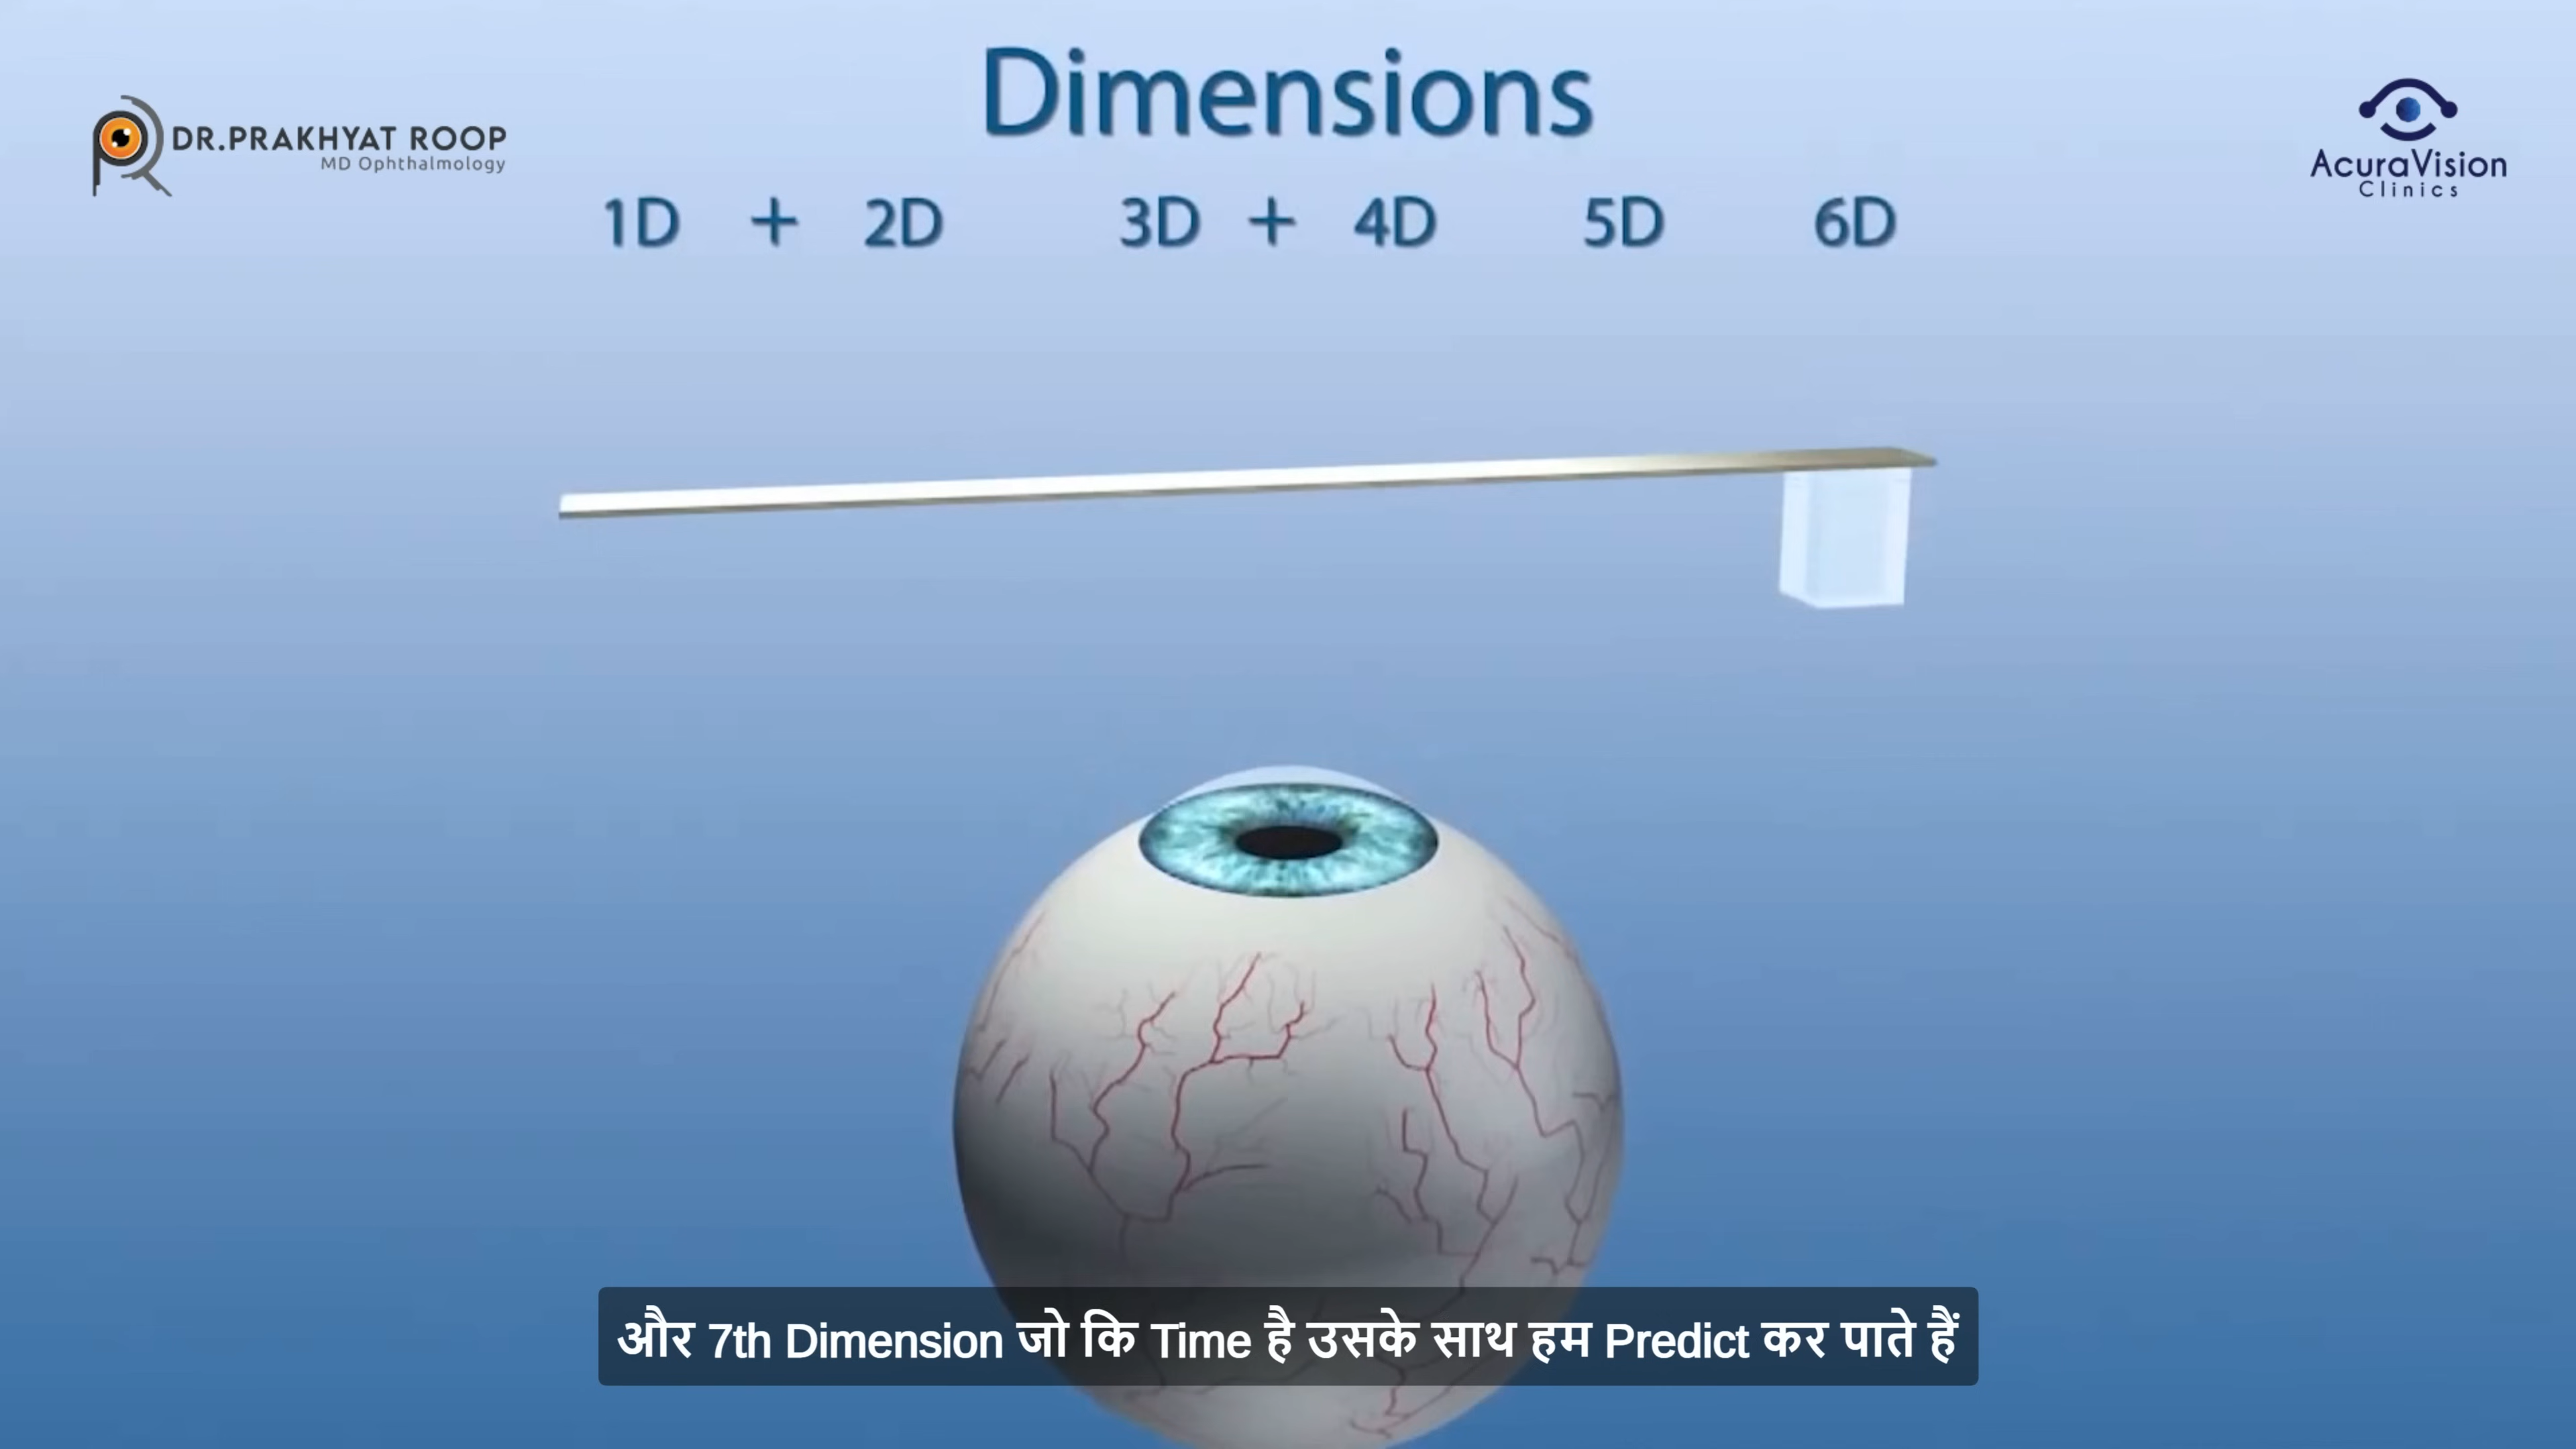 Dimensions
DR.PRAKHYAT ROOP
MD Ophthalmology
AcuraVision
Clinics
1D + 2D 3D + 4D 5D 6D
और 7th Dimension जो कि Time है उसके साथ हम Predict कर पाते हैं